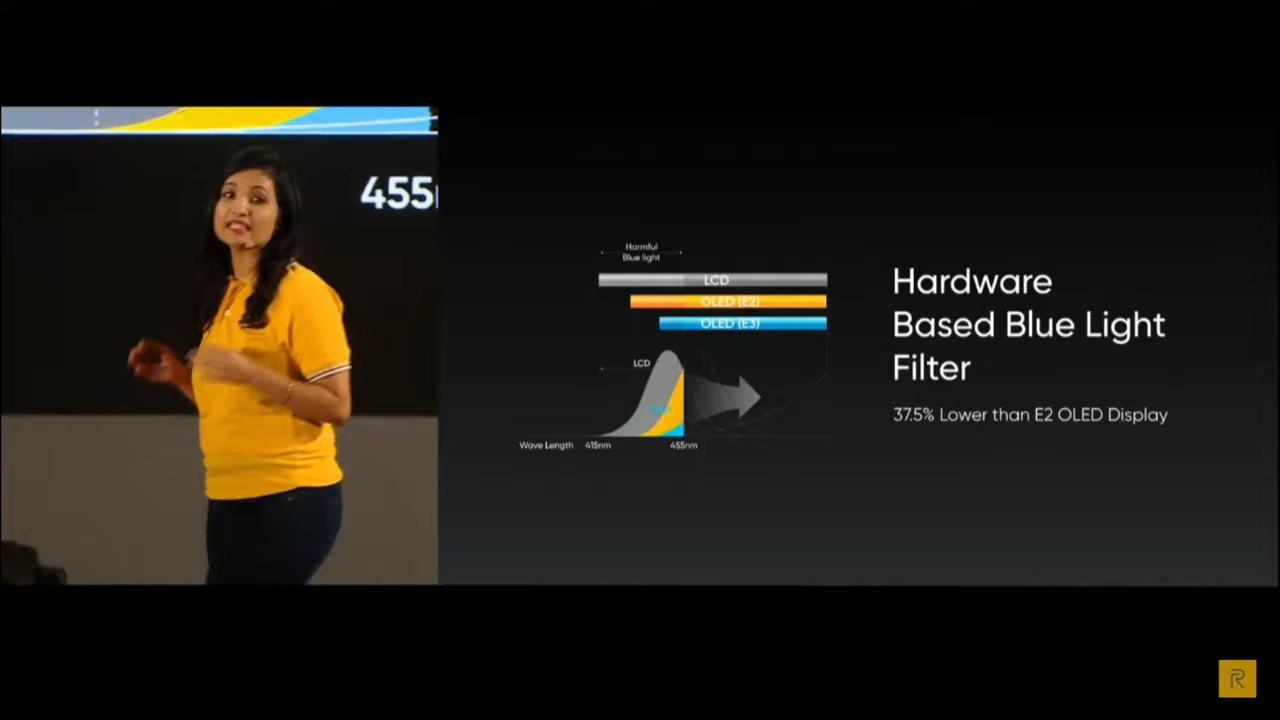 455
Harmful
Blue light
LCD
OLED (E2)
OLED (E3)
LCD
Wave Length 415nm 455nm
Hardware
Based Blue Light
Filter
37.5% Lower than E2 OLED Display
R